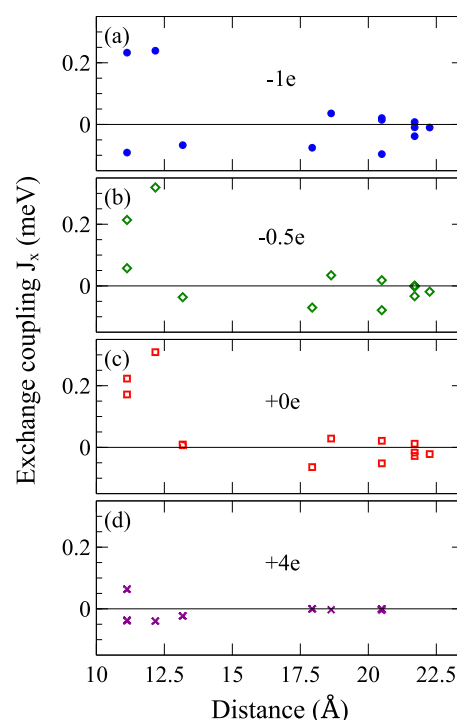 Exchange coupling Jₓ (meV)
(a)
-1e
0.2
0
(b)
-0.5e
0.2
0
(c)
+0e
0.2
0
(d)
+4e
0.2
0
10 12.5 15 17.5 20 22.5
Distance (Å)